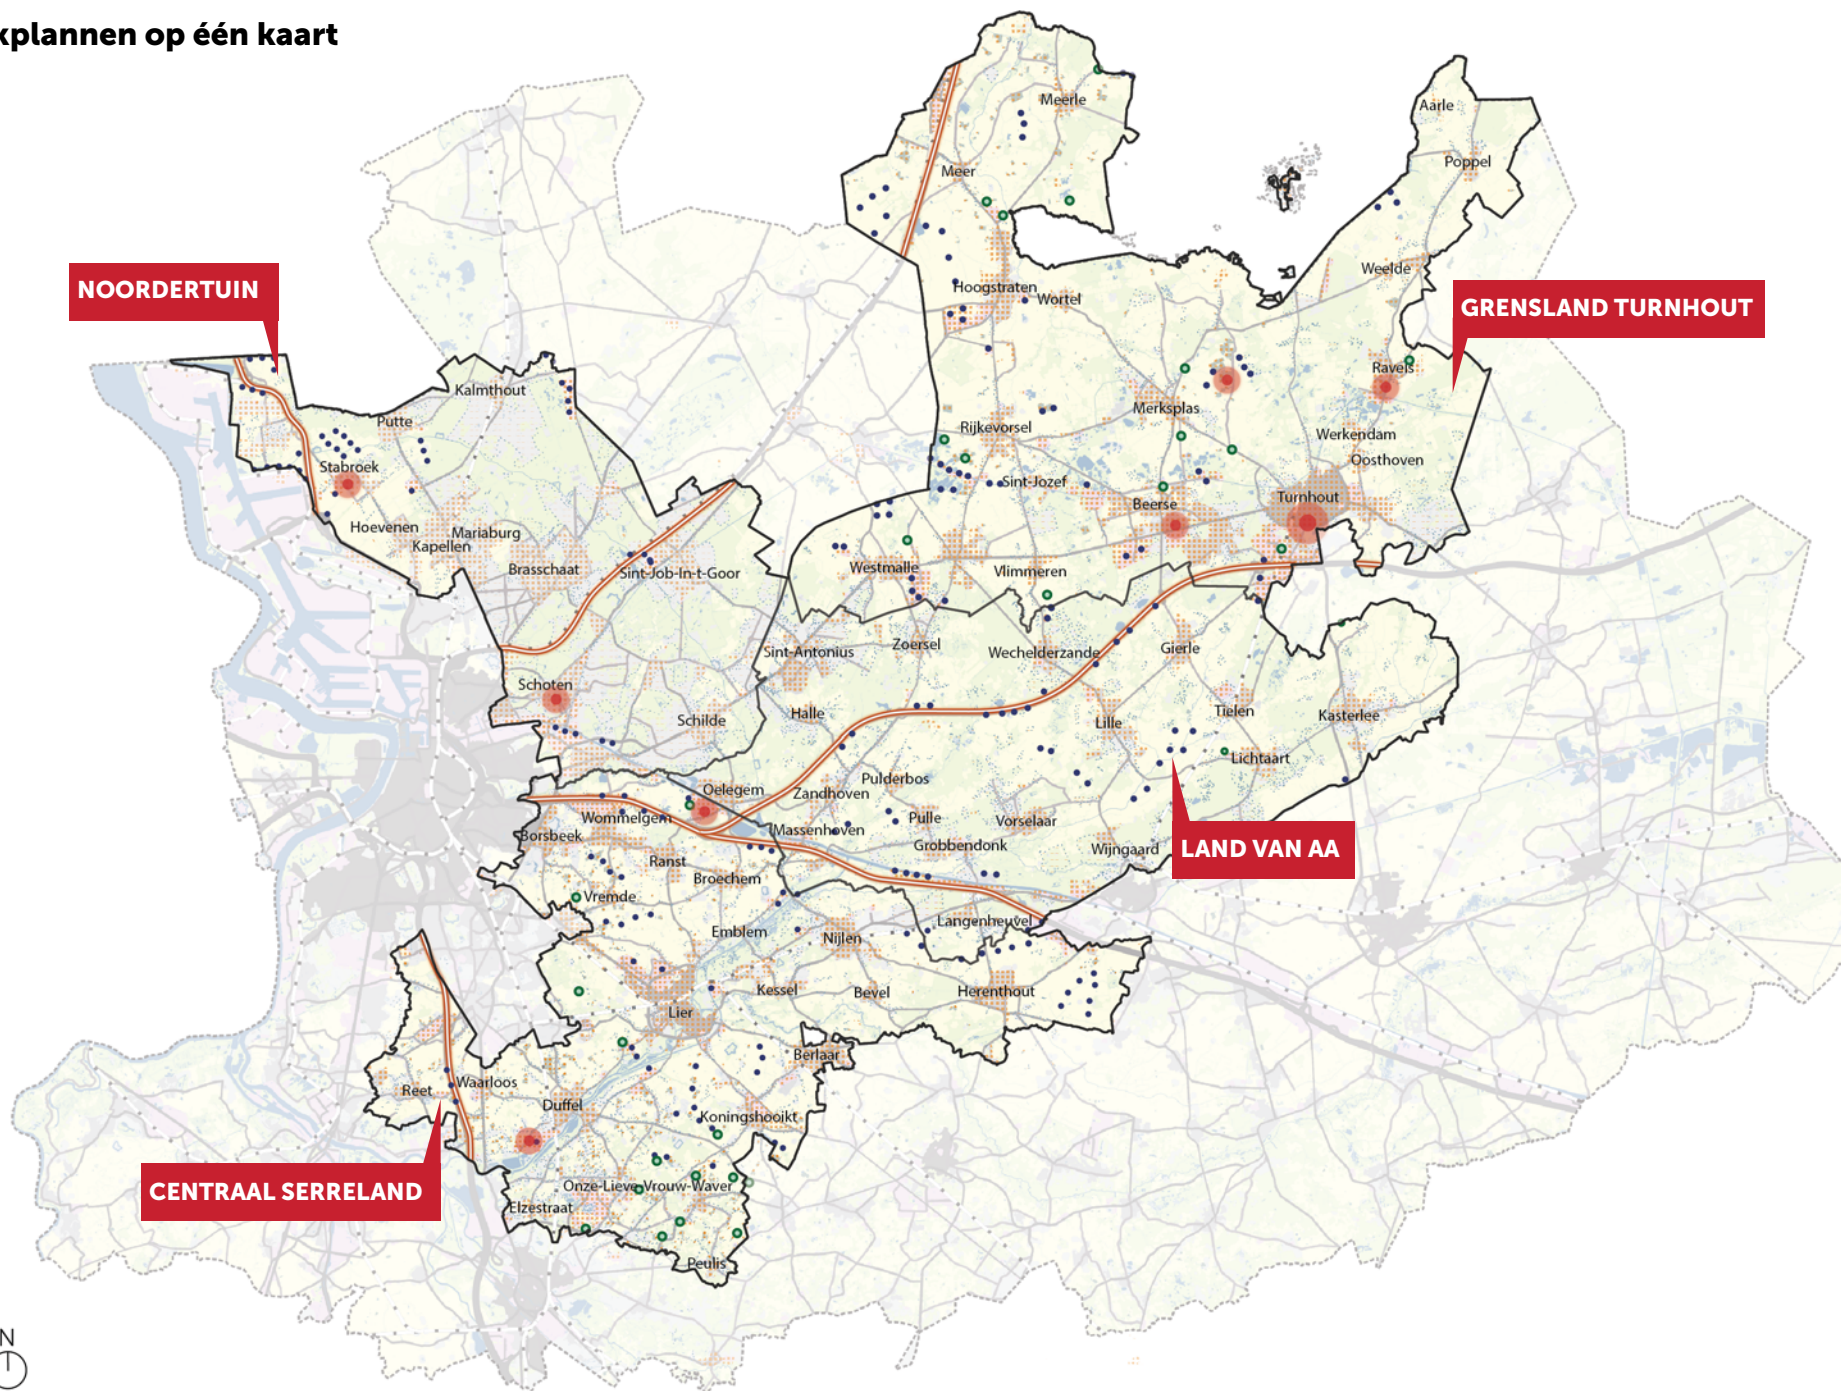 kplannen op één kaart
Meerle
Aarle
Poppel
Meer
NOORDERTUIN
Weelde
Hoogstraten
Wortel
GRENSLAND TURNHOUT
Kalmthout
Ravels
Putte
Merksplas
Rijkevorsel
Werkendam
Stabroek
Oosthoven
Sint-Jozef
Turnhout
Beerse
Hoevenen
Mariaburg
Kapellen
Brasschaat
Sint-Job-In-t-Goor
Westmalle
Vlimmeren
Zoersel
Sint-Antonius
Wechelderzande
Gierle
Schoten
Schilde
Halle
Lille
Tielen
Kasterlee
Lichtaart
Pulderbos
Oelegem
Zandhoven
Wommelgem
Pulle
Vorselaar
Borsbeek
Massenhoven
Grobbendonk
Wijngaard
LAND VAN AA
Ranst
Broechem
Vremde
Langenheuvel
Emblem
Nijlen
Kessel
Bevel
Herenthout
Lier
Berlaar
Reet
Waarloos
Duffel
Koningshooikt
CENTRAAL SERRELAND
Onze-Lieve-Vrouw-Waver
Elzestraat
Peulis
N